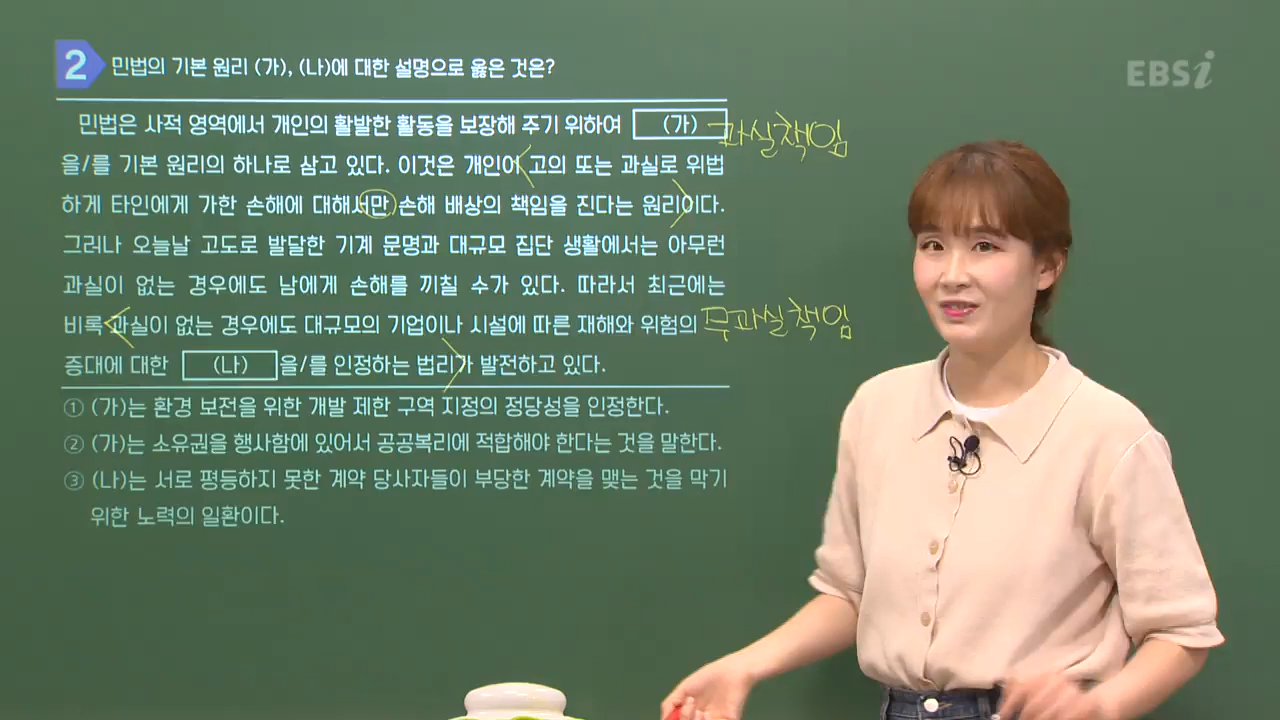 2 민법의 기본 원리 (가), (나)에 대한 설명으로 옳은 것은?
EBSi
민법은 사적 영역에서 개인의 활발한 활동을 보장해 주기 위하여 (가) 과실책임
을/를 기본 원리의 하나로 삼고 있다. 이것은 개인이 고의 또는 과실로 위법
하게 타인에게 가한 손해에 대해서만 손해 배상의 책임을 진다는 원리이다.
그러나 오늘날 고도로 발달한 기계 문명과 대규모 집단 생활에서는 아무런
과실이 없는 경우에도 남에게 손해를 끼칠 수가 있다. 따라서 최근에는
비록 과실이 없는 경우에도 대규모의 기업이나 시설에 따른 재해와 위험의 무과실책임
증대에 대한 (나) 을/를 인정하는 법리가 발전하고 있다.
① (가)는 환경 보전을 위한 개발 제한 구역 지정의 정당성을 인정한다.
② (가)는 소유권을 행사함에 있어서 공공복리에 적합해야 한다는 것을 말한다.
③ (나)는 서로 평등하지 못한 계약 당사자들이 부당한 계약을 맺는 것을 막기
위한 노력의 일환이다.